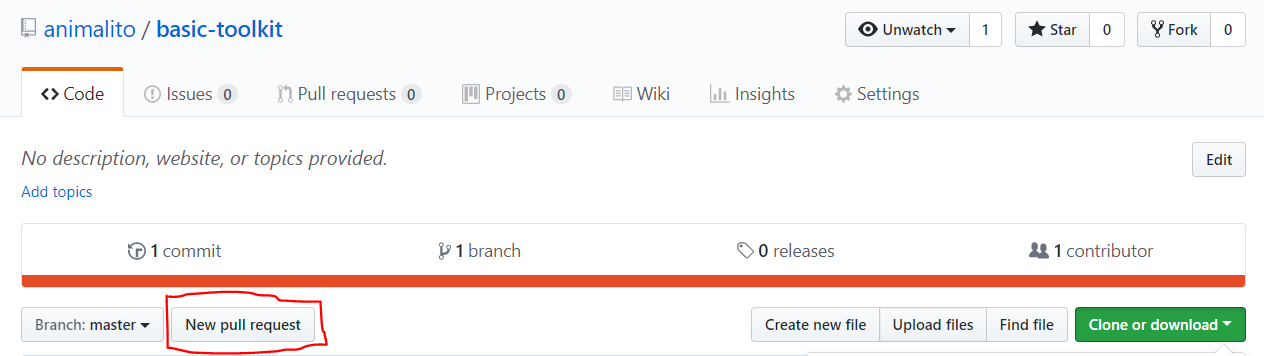 animalito / basic-toolkit Unwatch 1 Star 0 Fork 0
Code Issues 0 Pull requests 0 Projects 0 Wiki Insights Settings
No description, website, or topics provided. Edit
Add topics
1 commit 1 branch 0 releases 1 contributor
Branch: master New pull request Create new file Upload files Find file Clone or download